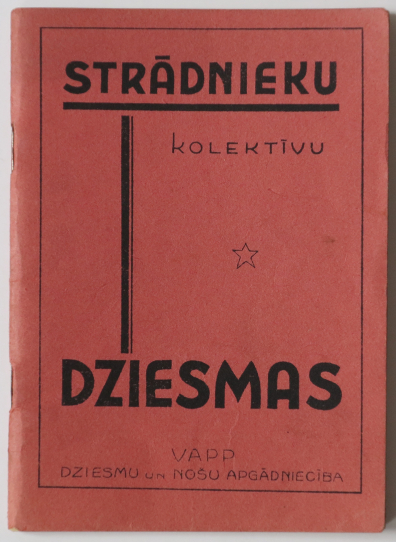 STRĀDNIEKU
KOLEKTĪVU
DZIESMAS
VAPP
DZIESMU UN NOŠU APGĀDNIECĪBA